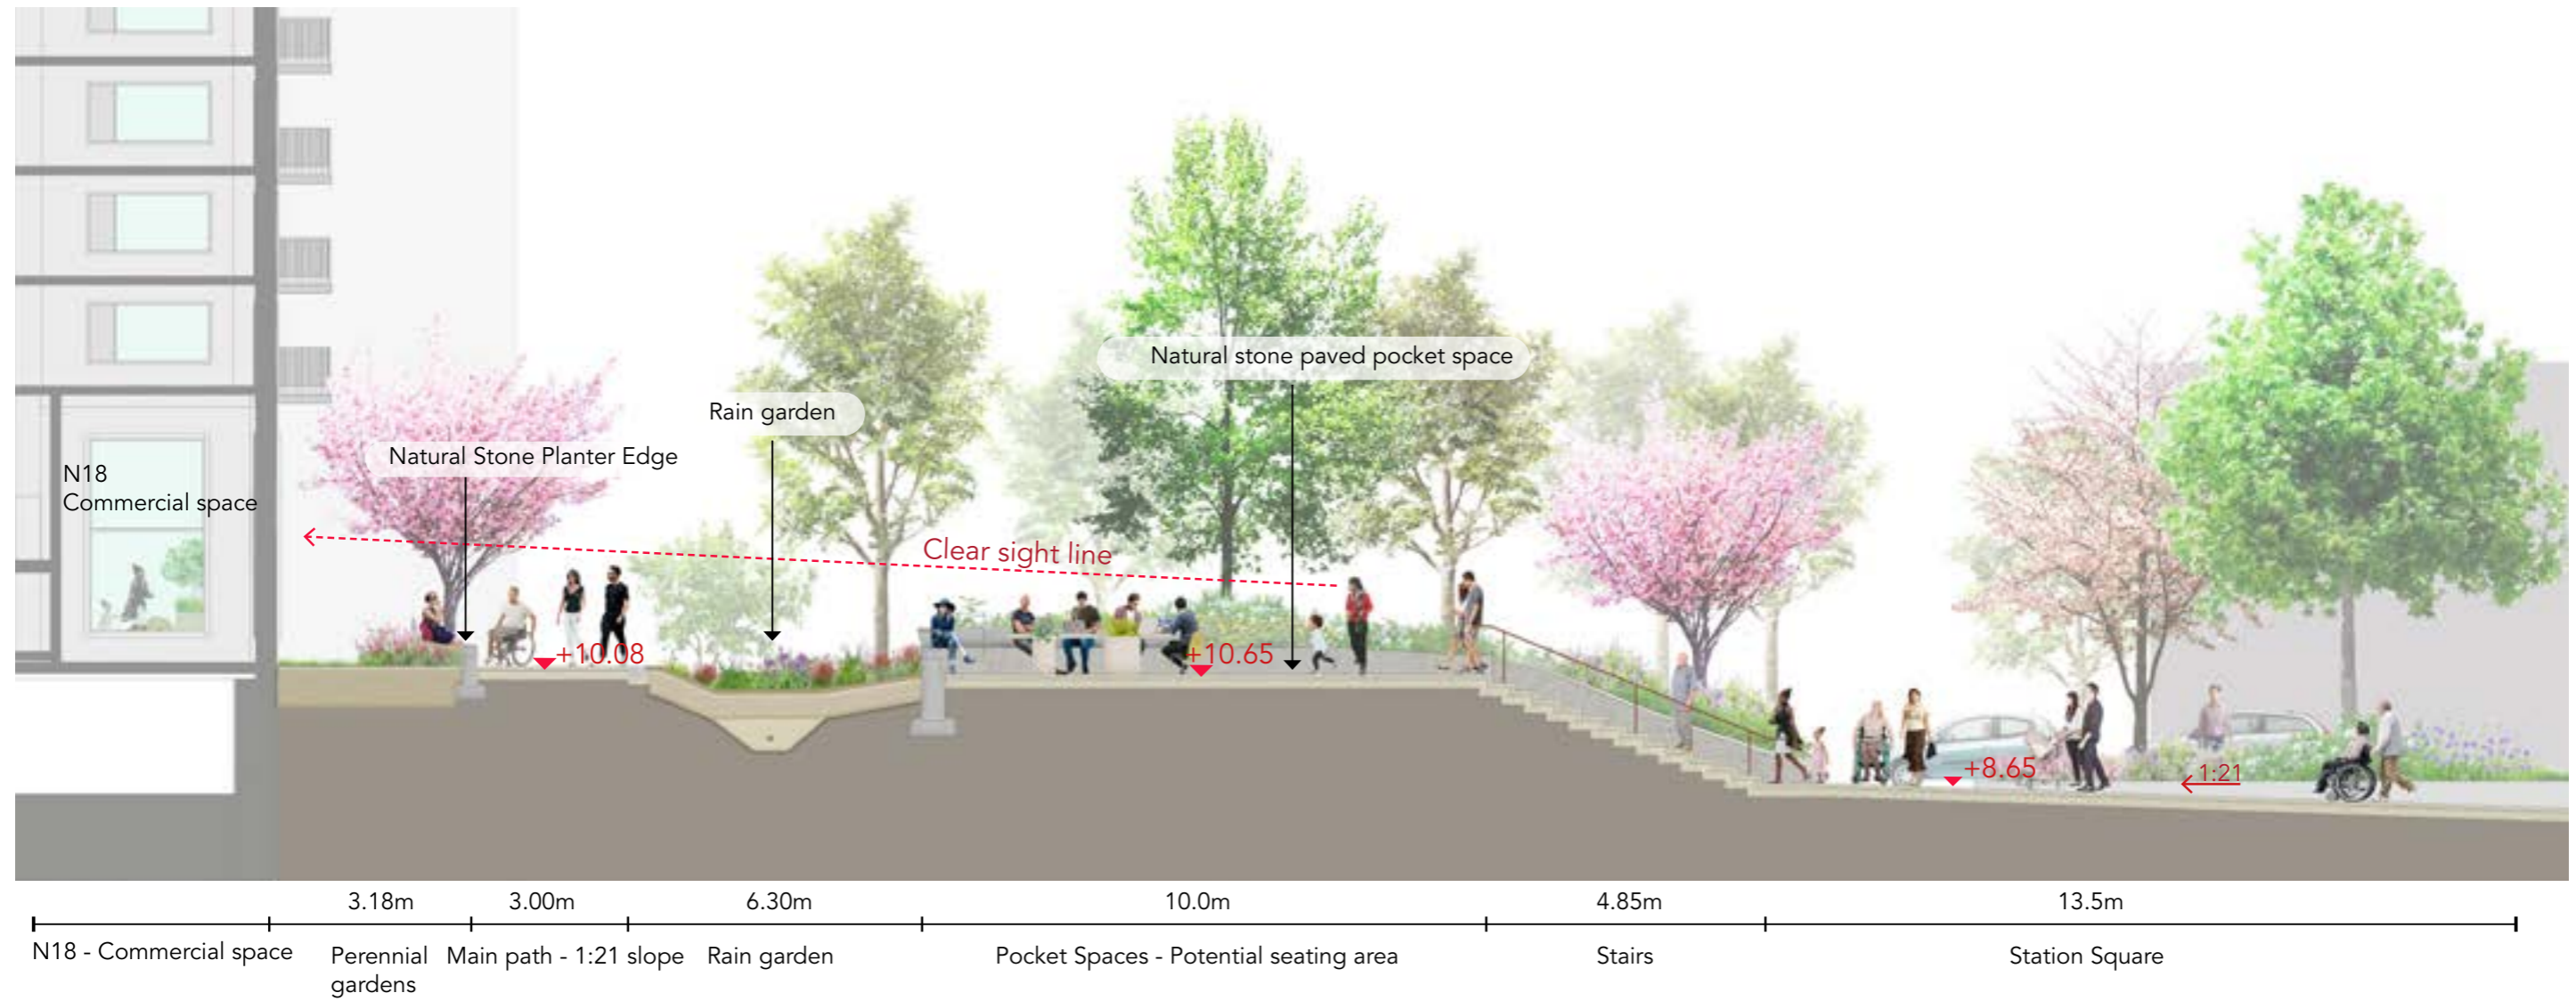 Natural stone paved pocket space
Rain garden
Natural Stone Planter Edge
N18
Commercial space
Clear sight line
+10.08
+10.65
+8.65
1:21
3.18m
3.00m
6.30m
10.0m
4.85m
13.5m
N18 - Commercial space
Perennial
gardens
Main path - 1:21 slope
Rain garden
Pocket Spaces - Potential seating area
Stairs
Station Square